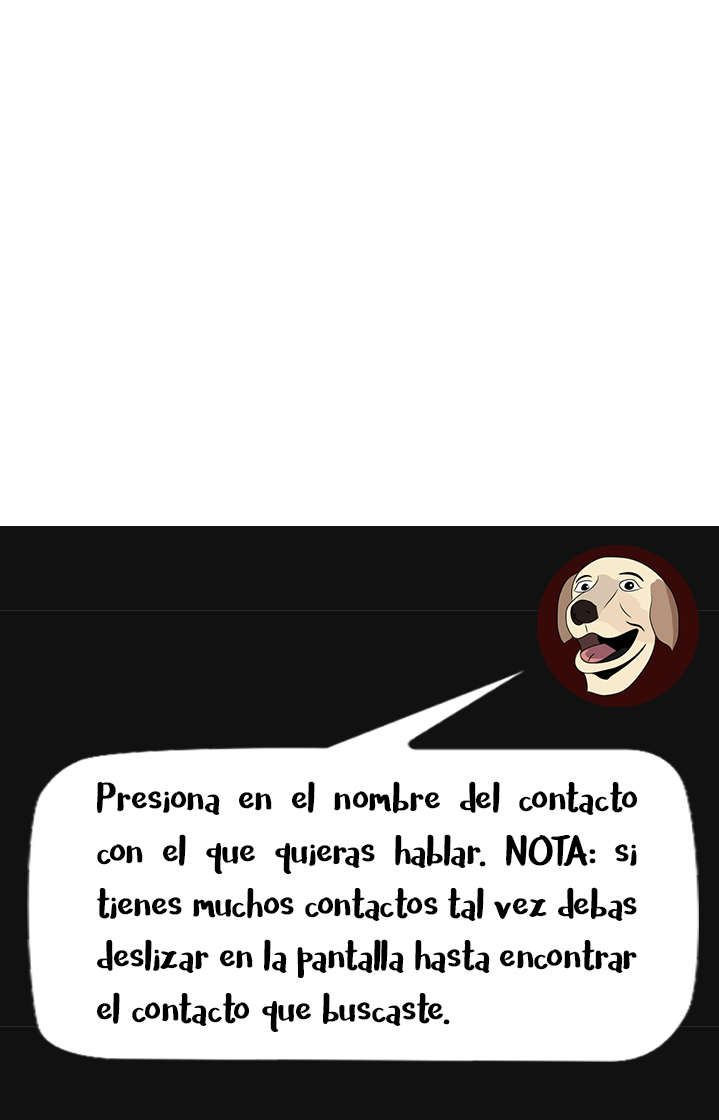 Presiona en el nombre del contacto
con el que quieras hablar. NOTA: si
tienes muchos contactos tal vez debas
deslizar en la pantalla hasta encontrar
el contacto que buscaste.